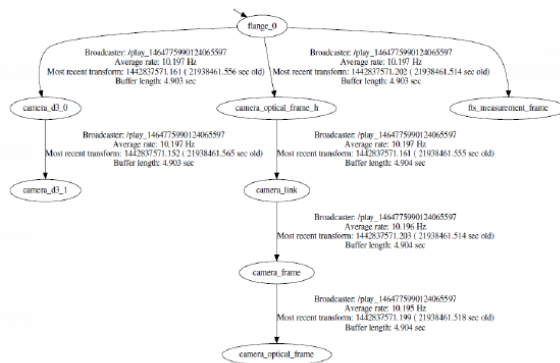 flange_0
Broadcaster: /play_1464775990124065597
Average rate: 10.197 Hz
Most recent transform: 1442837571.161 ( 21938461.556 sec old)
Buffer length: 4.903 sec
Broadcaster: /play_1464775990124065597
Average rate: 10.197 Hz
Most recent transform: 1442837571.202 ( 21938461.514 sec old)
Buffer length: 4.903 sec
camera_d3_0
camera_optical_frame_h
fts_measurement_frame
Broadcaster: /play_1464775990124065597
Average rate: 10.197 Hz
Most recent transform: 1442837571.152 ( 21938461.565 sec old)
Buffer length: 4.903 sec
Broadcaster: /play_1464775990124065597
Average rate: 10.197 Hz
Most recent transform: 1442837571.161 ( 21938461.555 sec old)
Buffer length: 4.904 sec
camera_d3_1
camera_link
Broadcaster: /play_1464775990124065597
Average rate: 10.196 Hz
Most recent transform: 1442837571.203 ( 21938461.514 sec old)
Buffer length: 4.904 sec
camera_frame
Broadcaster: /play_1464775990124065597
Average rate: 10.195 Hz
Most recent transform: 1442837571.199 ( 21938461.518 sec old)
Buffer length: 4.904 sec
camera_optical_frame